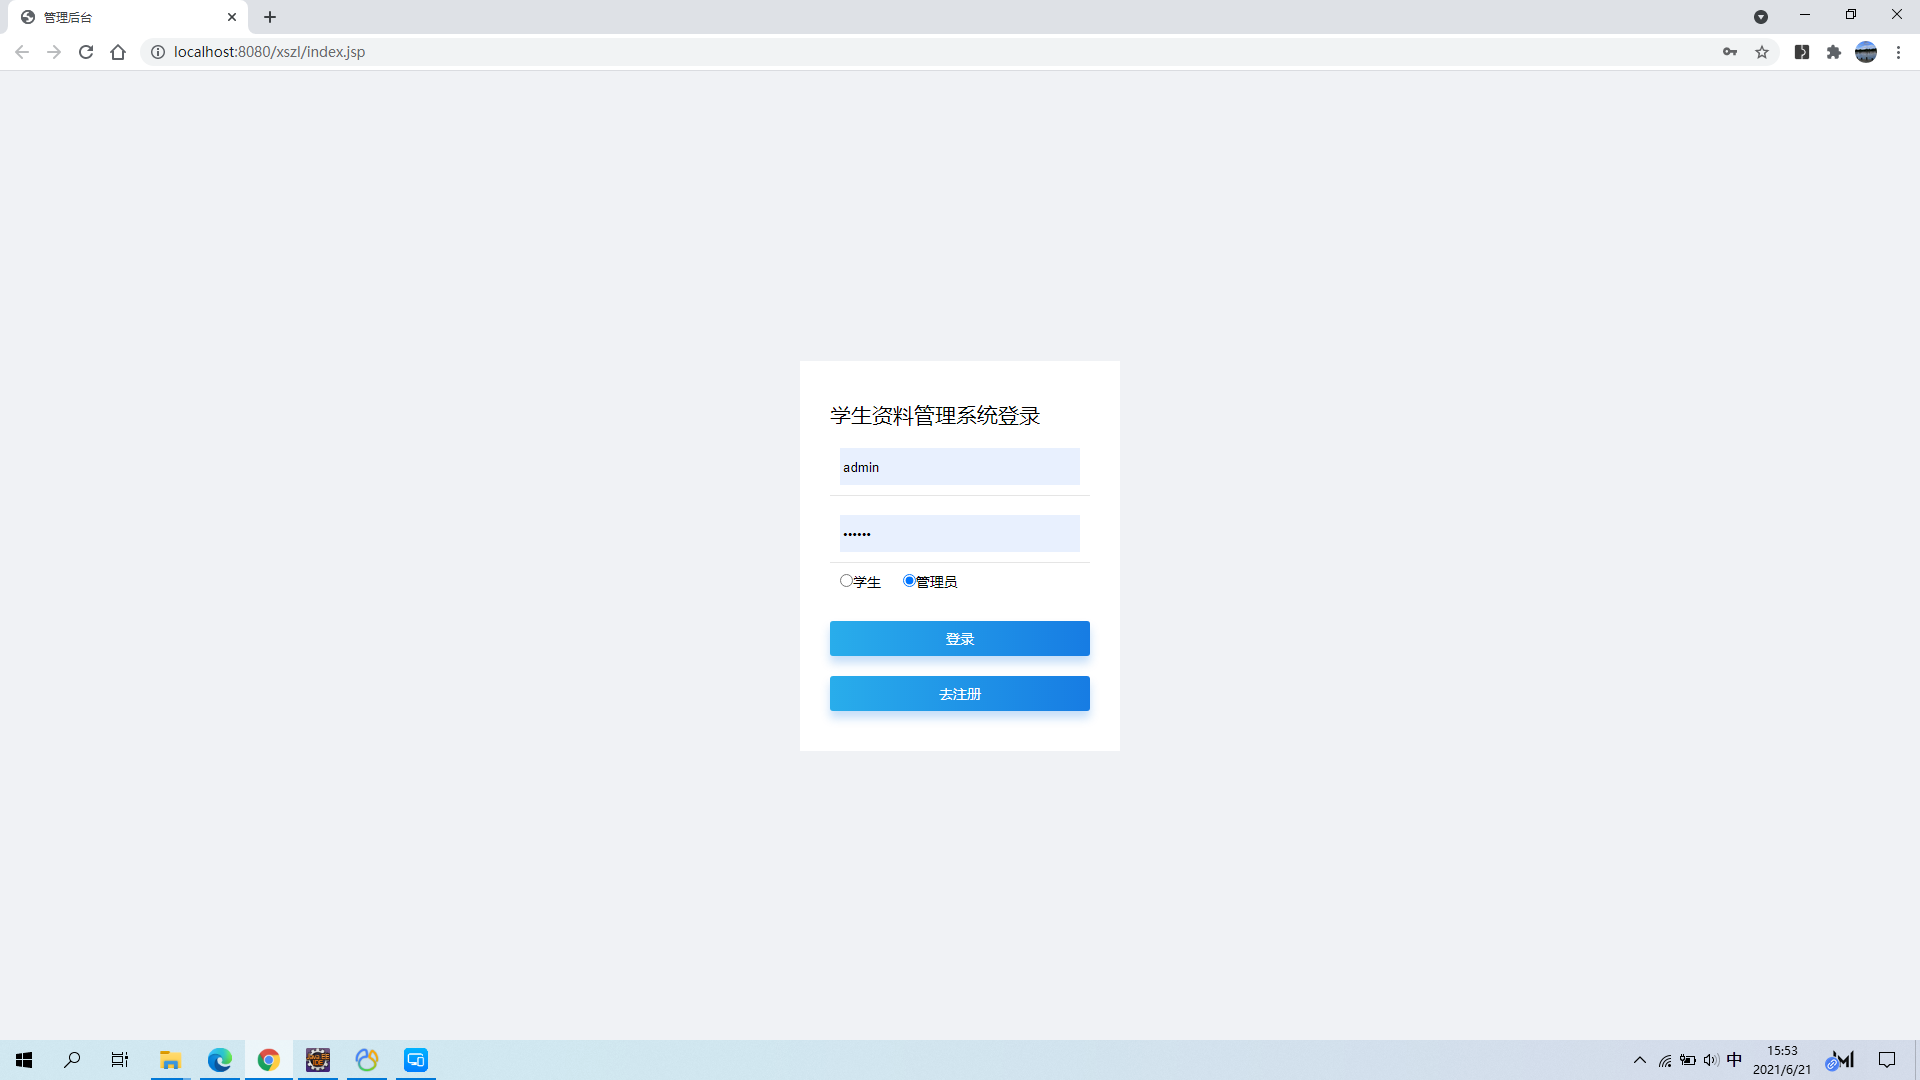 管理后台
localhost:8080/xszl/index.jsp
学生资料管理系统登录
admin
••••••
学生 管理员
登录
去注册
中
15:53
2021/6/21